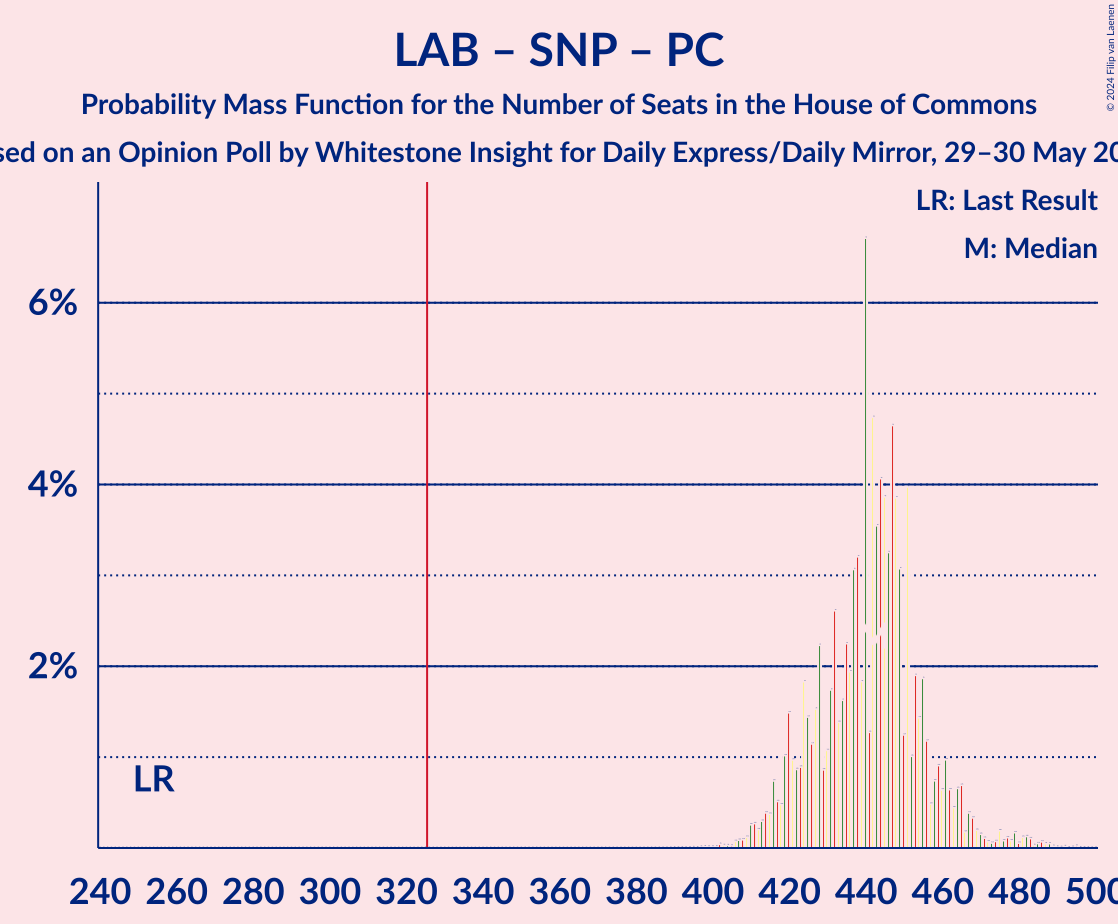 LAB – SNP – PC
Probability Mass Function for the Number of Seats in the House of Commons
on an Opinion Poll by Whitestone Insight for Daily Express/Daily Mirror, 29–30 May
© 2024 Filip van Laenen
LR: Last Result
M: Median
6%
4%
2%
LR
240 260 280 300 320 340 360 380 400 420 440 460 480 500